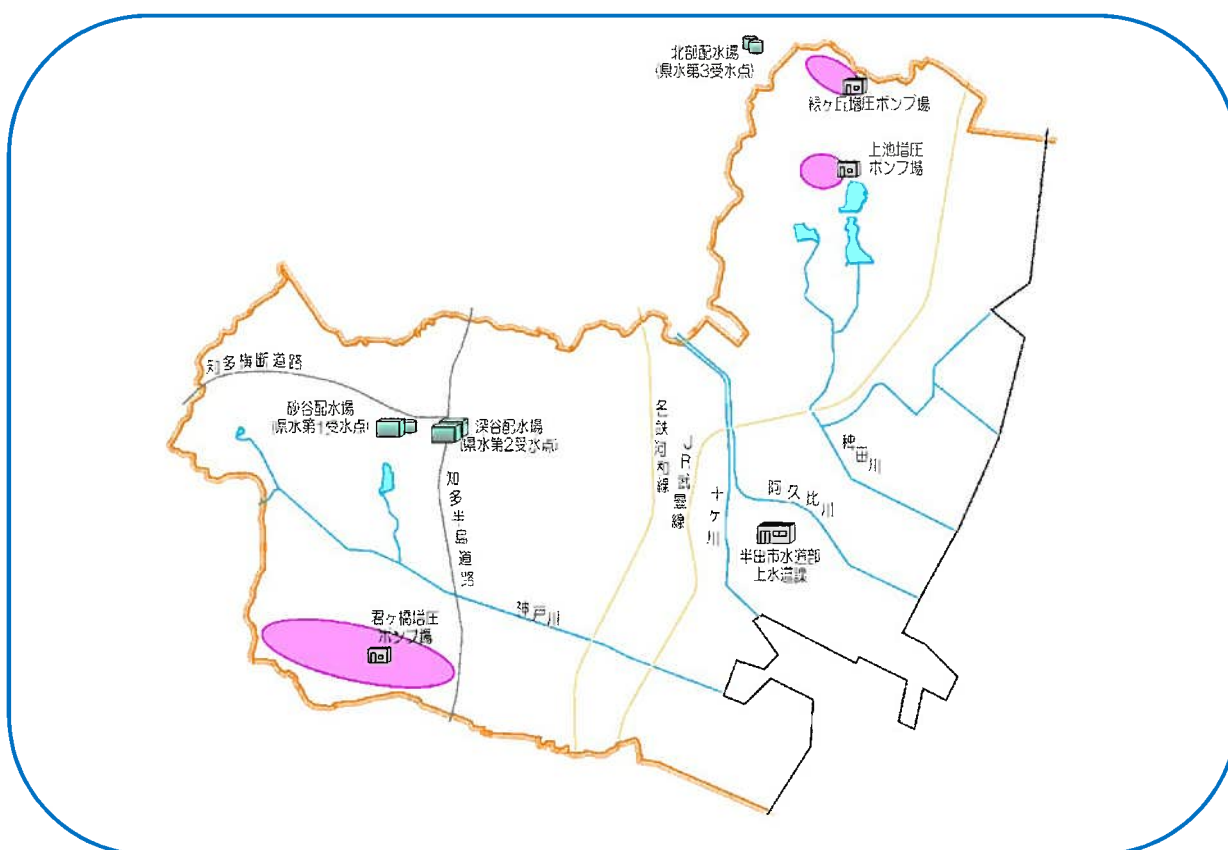 北部配水場
(県水第3受水点)
緑ヶ丘増圧ポンプ場
上池増圧
ポンプ場
知多横断道路
砂谷配水場
(県水第1受水点)
深谷配水場
(県水第2受水点)
名鉄河和線
JR武豊線
知多半島道路
十ケ川
阿久比川
稗田川
半田市水道部
上水道課
神戸川
君ヶ橋増圧
ポンプ場